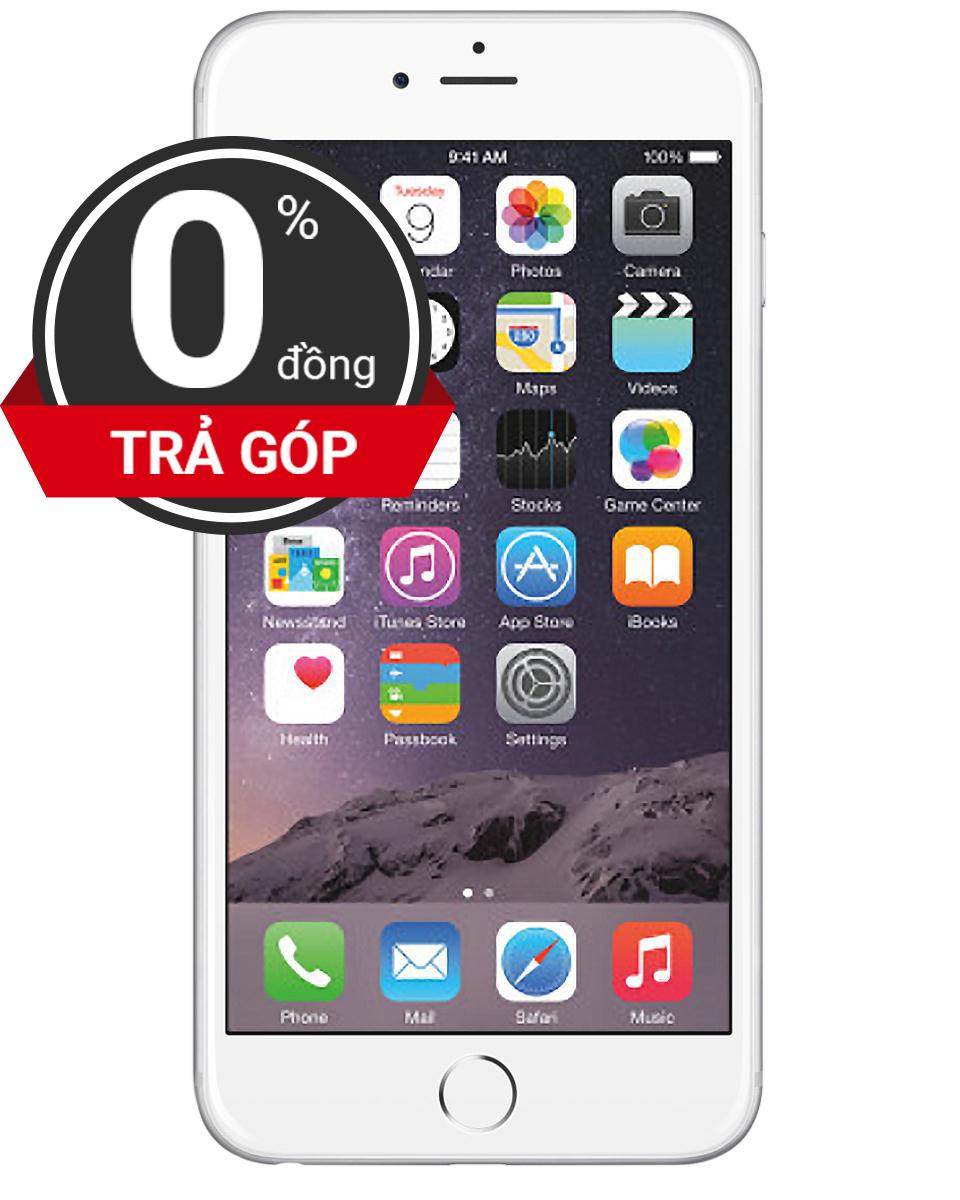 9:41 AM
100%
0 %
đồng
TRẢ GÓP
Tuesday
9
ndar
Photos
Camera
280
Maps
Videos
Reminders
Stocks
Game Center
Newsstand
iTunes Store
App Store
iBooks
Health
Passbook
Settings
Phone
Mail
Safari
Music